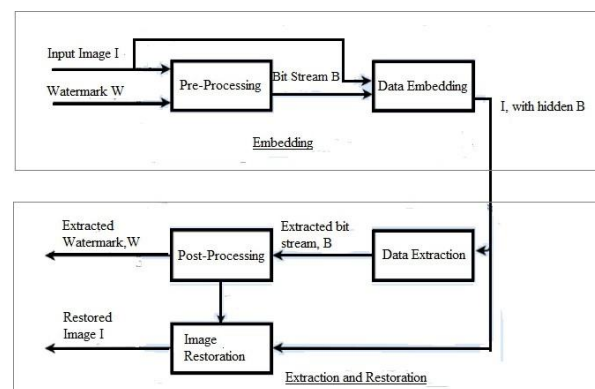 Input Image I
Watermark W
Pre-Processing
Bit Stream B
Data Embedding
I, with hidden B
Embedding
Extracted
Watermark,W
Post-Processing
Extracted bit
stream, B
Data Extraction
Restored
Image I
Image
Restoration
Extraction and Restoration